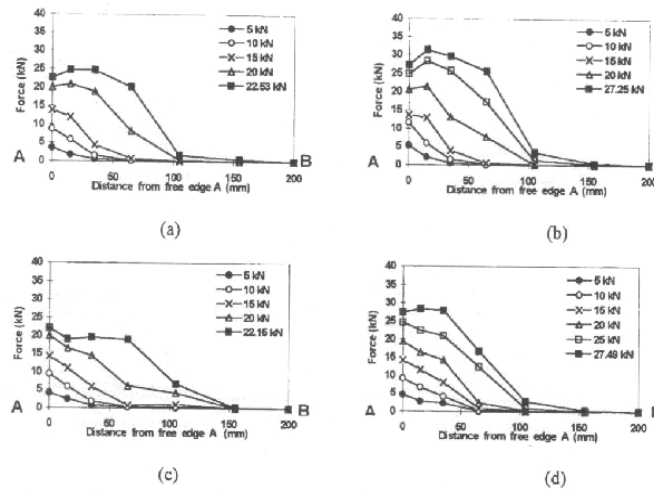 40
35
30
25
20
15
10
5
0
Force (kN)
5 kN
10 kN
15 kN
20 kN
22.53 kN
A
B
0 50 100 150 200
Distance from free edge A (mm)
(a)
40
35
30
25
20
15
10
5
0
Force (kN)
5 kN
10 kN
15 kN
20 kN
27.25 kN
A
0 50 100 150 200
Distance from free edge A (mm)
(b)
40
35
30
25
20
15
10
5
0
Force (kN)
5 kN
10 kN
15 kN
20 kN
22.15 kN
A
B
0 50 100 150 200
Distance from free edge A (mm)
(c)
40
35
30
25
20
15
10
5
0
Force (kN)
5 kN
10 kN
15 kN
20 kN
25 kN
27.49 kN
A
0 50 100 150 200
Distance from free edge A (mm)
(d)